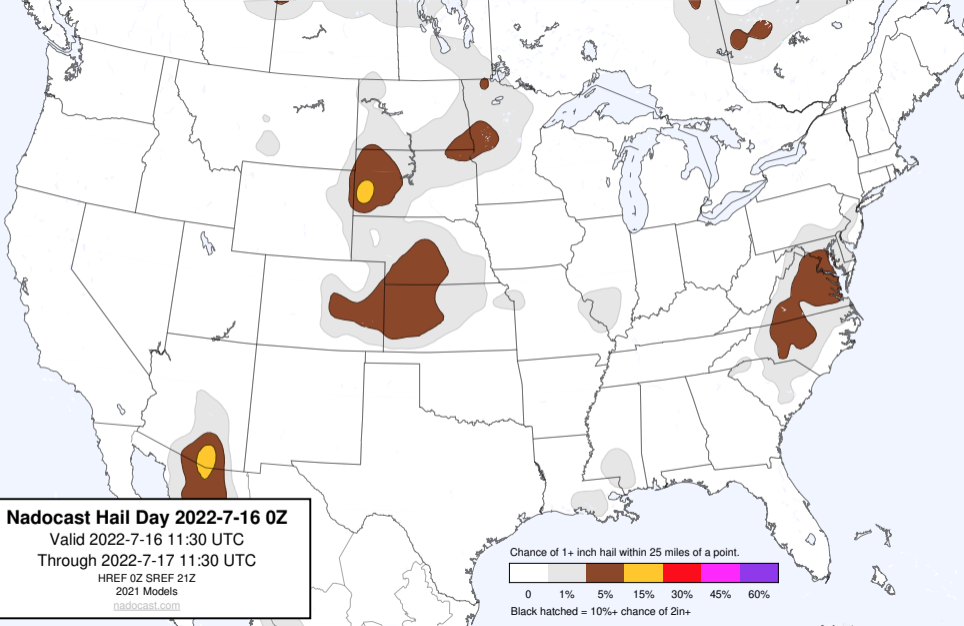 Nadocast Hail Day 2022-7-16 0Z
Valid 2022-7-16 11:30 UTC
Through 2022-7-17 11:30 UTC
HREF 0Z SREF 21Z
2021 Models
nadocast.com
Chance of 1+ inch hail within 25 miles of a point.
0 1% 5% 15% 30% 45% 60%
Black hatched = 10%+ chance of 2in+